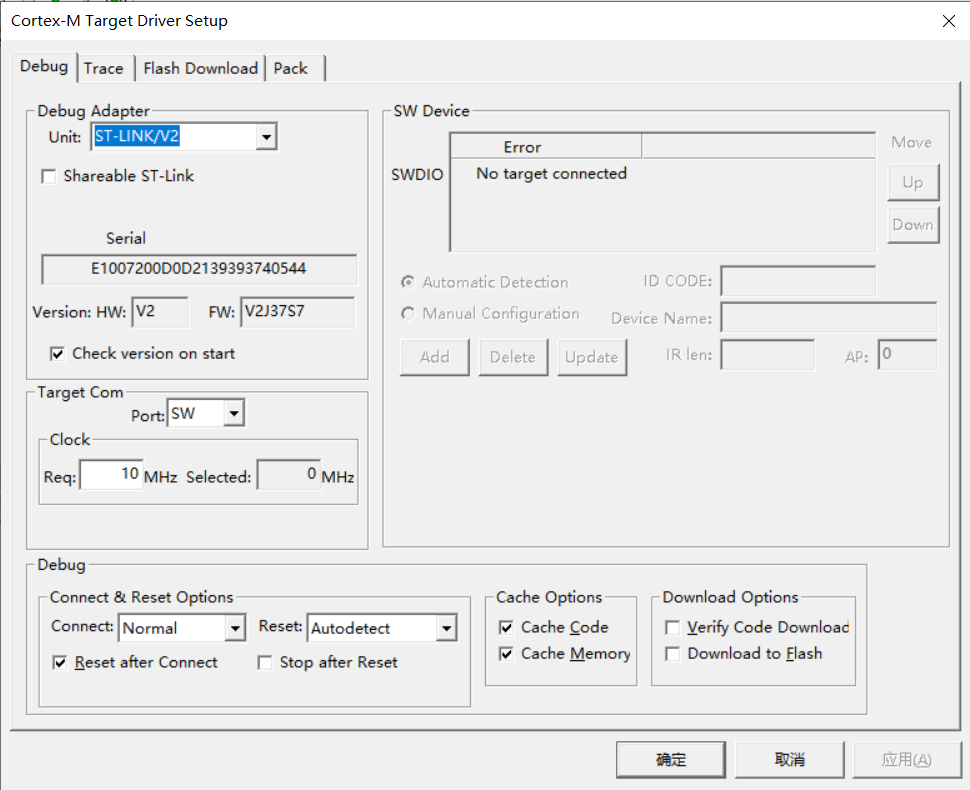 Cortex-M Target Driver Setup
Debug Trace Flash Download Pack
Debug Adapter
Unit: ST-LINK/V2
Shareable ST-Link
Serial
E1007200D0D2139393740544
Version: HW: V2 FW: V2J37S7
Check version on start
Target Com
Port: SW
Clock
Req: 10 MHz Selected: 0 MHz
SW Device
Error
SWDIO No target connected
Move
Up
Down
Automatic Detection ID CODE:
Manual Configuration Device Name:
Add Delete Update IR len: AP: 0
Debug
Connect & Reset Options
Connect: Normal Reset: Autodetect
Reset after Connect Stop after Reset
Cache Options
Cache Code
Cache Memory
Download Options
Verify Code Download
Download to Flash
确定 取消 应用(A)